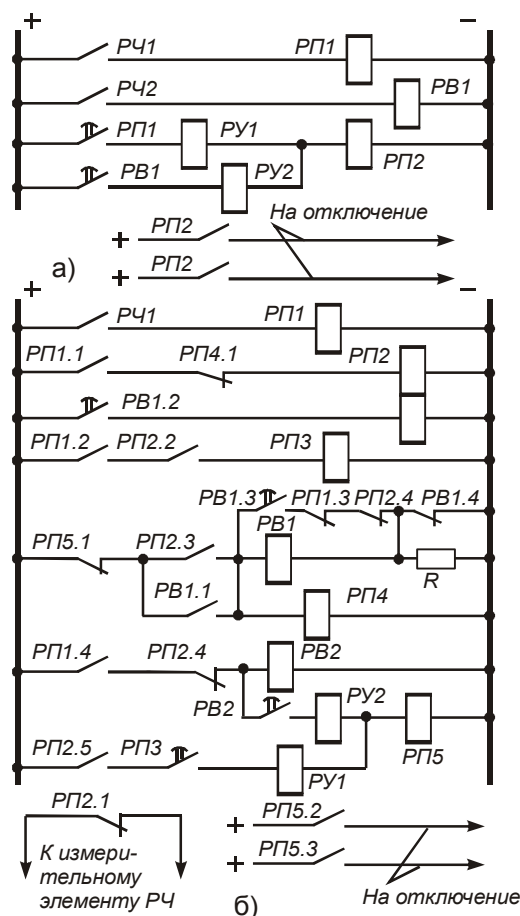 + −
РЧ1 РП1
РЧ2 РВ1
РП1 РУ1
РП2
РВ1 РУ2
На отключение
+ РП2
+ РП2
а)
+ −
РЧ1 РП1
РП1.1 РП4.1 РП2
РВ1.2
РП1.2 РП2.2 РП3
РВ1.3 РП1.3 РП2.4 РВ1.4
РП5.1 РП2.3 РВ1
R
РВ1.1 РП4
РП1.4 РП2.4 РВ2
РВ2 РУ2
РП5
РП2.5 РП3
РУ1
РП2.1
К измери-
тельному
элементу РЧ
+ РП5.2
+ РП5.3
На отключение
б)